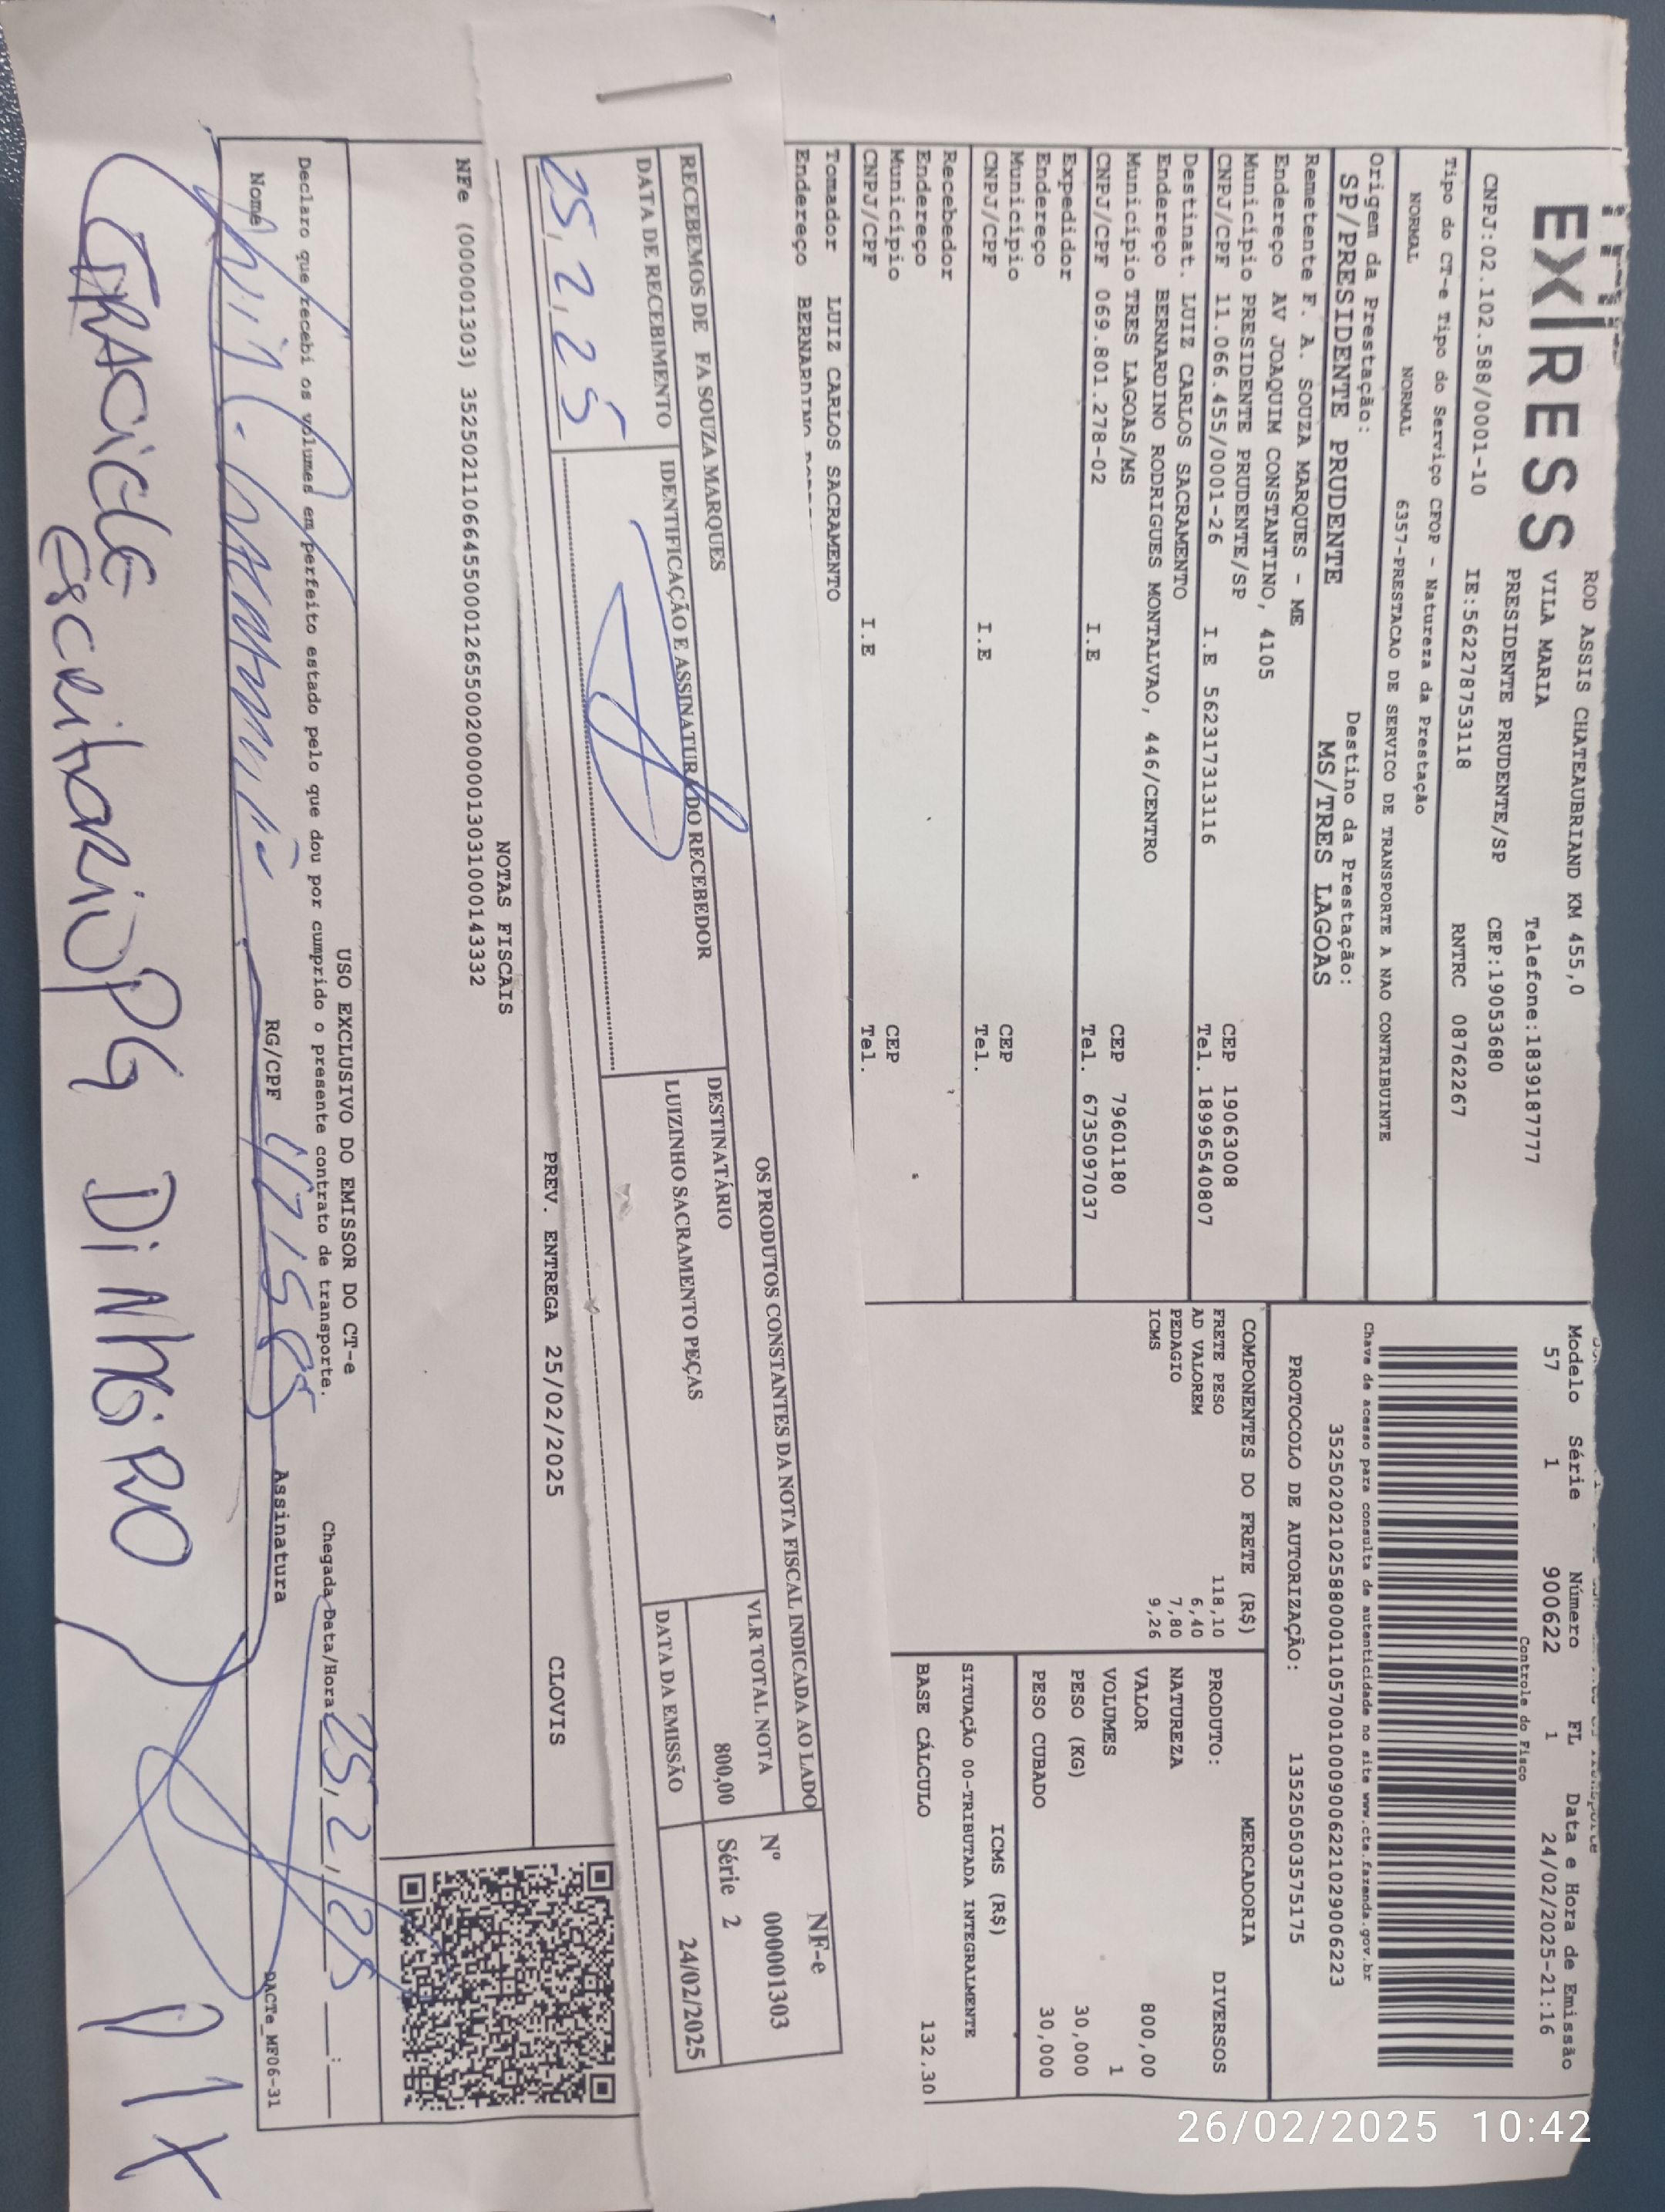 EXPRESS
ROD ASSIS CHATEAUBRIAND KM 455,0
VILA MARIA
Telefone:1839187777
PRESIDENTE PRUDENTE/SP
CEP:19053680
CNPJ:02.102.588/0001-10
IE:562278753118
RNTRC 08762267
Modelo Série Número FL Data e Hora de Emissão
57 1 900622 1 24/02/2025-21:16
Controle do Fisco
Tipo do CT-e Tipo do Serviço CFOP - Natureza da Prestação
NORMAL NORMAL 6357-PRESTACAO DE SERVICO DE TRANSPORTE A NAO CONTRIBUINTE
Chave de acesso para consulta de autenticidade no site www.cte.fazenda.gov.br
35250202102588000110570010009006221029006223
Origem da Prestação:
SP/PRESIDENTE PRUDENTE
Destino da Prestação:
MS/TRES LAGOAS
PROTOCOLO DE AUTORIZAÇÃO: 135250503575175
Remetente F. A. SOUZA MARQUES - ME
Endereço AV JOAQUIM CONSTANTINO, 4105
Município PRESIDENTE PRUDENTE/SP CEP 19063008
CNPJ/CPF 11.066.455/0001-26 I.E 562317313116 Tel. 18996540807
Destinat. LUIZ CARLOS SACRAMENTO
Endereço BERNARDINO RODRIGUES MONTALVAO, 446/CENTRO
Município TRES LAGOAS/MS CEP 79601180
CNPJ/CPF 069.801.278-02 I.E Tel. 6735097037
Expedidor
Endereço
Município CEP
CNPJ/CPF I.E Tel.
Recebedor
Endereço
Município CEP
CNPJ/CPF I.E Tel.
Tomador LUIZ CARLOS SACRAMENTO
Endereço BERNARDINO
COMPONENTES DO FRETE (R$)
FRETE PESO 118,10
AD VALOREM 6,40
PEDAGIO 7,80
ICMS 9,26
MERCADORIA
PRODUTO: DIVERSOS
NATUREZA
VALOR 800,00
VOLUMES 1
PESO (KG) 30,000
PESO CUBADO 30,000
ICMS (R$)
SITUAÇÃO 00-TRIBUTADA INTEGRALMENTE
BASE CÁLCULO 132,30
RECEBEMOS DE FA SOUZA MARQUES
OS PRODUTOS CONSTANTES DA NOTA FISCAL INDICADA AO LADO
NF-e
Nº 000001303
Série 2
DATA DE RECEBIMENTO
25,2,25
IDENTIFICAÇÃO E ASSINATURA DO RECEBEDOR
DESTINATÁRIO
LUIZINHO SACRAMENTO PEÇAS
VLR TOTAL NOTA
800,00
DATA DA EMISSÃO
24/02/2025
PREV. ENTREGA 25/02/2025 CLOVIS
NOTAS FISCAIS
NFe (000001303) 35250211066455000126550020000013031000143332
USO EXCLUSIVO DO EMISSOR DO CT-e
Declaro que recebi os volumes em perfeito estado pelo que dou por cumprido o presente contrato de transporte.
Chegada Data/Hora 25,2,25 __:__
Nome
RG/CPF
Assinatura
DACTe_MF06-31
GRACIELE
escritorio PG DiNHGiRO PIX
26/02/2025 10:42